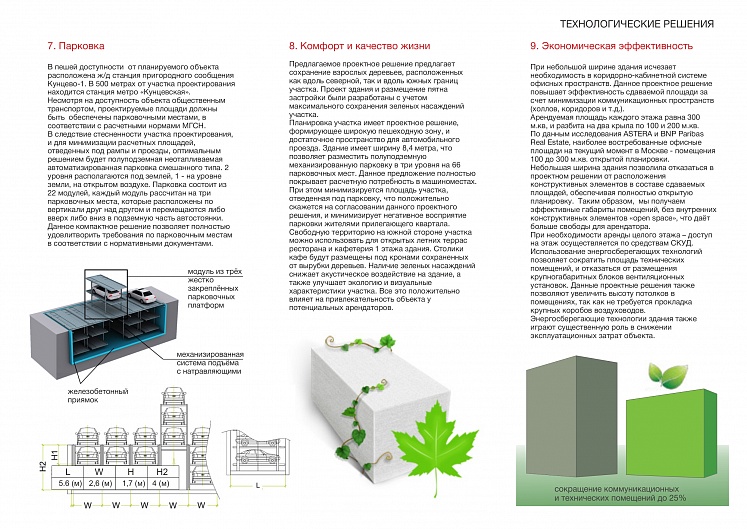 ТЕХНОЛОГИЧЕСКИЕ РЕШЕНИЯ
7. Парковка
В пешей доступности от планируемого объекта
расположена ж/д станция пригородного сообщения
Кунцево-1. В 500 метрах от участка проектирования
находится станция метро «Кунцевская».
Несмотря на доступность объекта общественным
транспортом, проектируемые площади должны
быть обеспечены парковочными местами, в
соответствии с расчетными нормами МГСН.
В следствие стесненности участка проектирования,
и для минимизации расчетных площадей,
отведенных под рампы и проезды, оптимальным
решением будет полуподземная неотапливаемая
автоматизированная парковка смешанного типа. 2
уровня располагаются под землей, 1 - на уровне
земли, на открытом воздухе. Парковка состоит из
22 модулей, каждый модуль рассчитан на три
парковочных места, которые расположены по
вертикали друг над другом и перемещаются либо
вверх либо вниз в подземную часть автостоянки.
Данное компактное решение позволяет полностью
удовлетворить требования по парковочным местам
в соответствии с нормативными документами.
модуль из трёх
жестко
закреплённых
парковочных
платформ
механизированная
система подъёма
с натравляющими
железобетонный
приямок
H2
H1
L W H H2
5.6 (м) 2,6 (м) 1,7 (м) 4 (м)
W W W W
L
8. Комфорт и качество жизни
Предлагаемое проектное решение предлагает
сохранение взрослых деревьев, расположенных
как вдоль северной, так и вдоль южных границ
участка. Проект здания и размещение пятна
застройки были разработаны с учетом
максимального сохранения зеленых насаждений
участка.
Планировка участка имеет проектное решение,
формирующее широкую пешеходную зону, и
достаточное пространство для автомобильного
проезда. Здание имеет ширину 8,4 метра, что
позволяет разместить полуподземную
механизированную парковку в три уровня на 66
парковочных мест. Данное предложение полностью
покрывает расчетную потребность в машиноместах.
При этом минимизируется площадь участка,
отведенная под парковку, что положительно
скажется на согласовании данного проектного
решения, и минимизирует негативное восприятие
парковки жителями прилегающего квартала.
Свободную территорию на южной стороне участка
можно использовать для открытых летних террас
ресторана и кафетерия 1 этажа здания. Столики
кафе будут размещены под кронами сохраненных
от вырубки деревьев. Наличие зеленых насаждений
снижает акустическое воздействие на здание, а
также улучшает экологию и визуальные
характеристики участка. Все это положительно
влияет на привлекательность объекта у
потенциальных арендаторов.
9. Экономическая эффективность
При небольшой ширине здания исчезает
необходимость в коридорно-кабинетной системе
офисных пространств. Данное проектное решение
повышает эффективность сдаваемой площади за
счет минимизации коммуникационных пространств
(холлов, коридоров и т.д.).
Арендуемая площадь каждого этажа равна 300
м.кв, и разбита на два крыла по 100 и 200 м.кв.
По данным исследования ASTERA и BNP Paribas
Real Estate, наиболее востребованные офисные
площади на текущий момент в Москве - помещения
100 до 300 м.кв. открытой планировки.
Небольшая ширина здания позволила отказаться в
проектном решении от расположения
конструктивных элементов в составе сдаваемых
площадей, обеспечивая полностью открытую
планировку. Таким образом, мы получаем
эффективные габариты помещений, без внутренних
конструктивных элементов «open space», что даёт
больше свободы для арендатора.
При необходимости аренды целого этажа – доступ
на этаж осуществляется по средствам СКУД.
Использование энергосберегающих технологий
позволяет сократить площадь технических
помещений, и отказаться от размещения
крупногабаритных блоков вентиляционных
установок. Данные проектные решения также
позволяют увеличить высоту потолков в
помещениях, так как не требуется прокладка
крупных коробов воздуховодов.
Энергосберегающие технологии здания также
играют существенную роль в снижении
эксплуатационных затрат объекта.
сокращение коммуникационных
и технических помещений до 25%